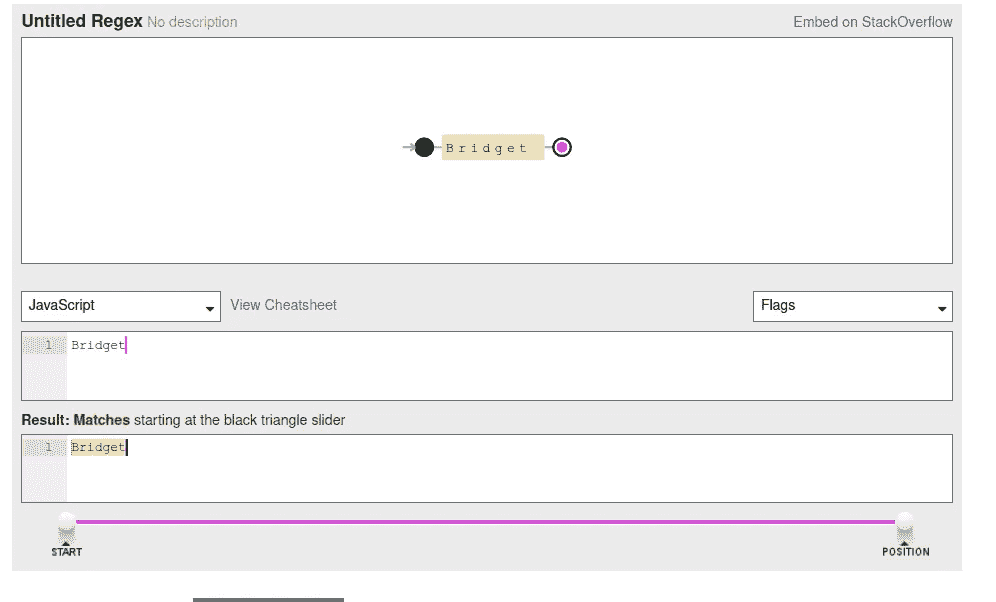 Untitled Regex No description Embed on StackOverflow
Bridget
JavaScript View Cheatsheet Flags
1 Bridget
Result: Matches starting at the black triangle slider
1 Bridget
START POSITION